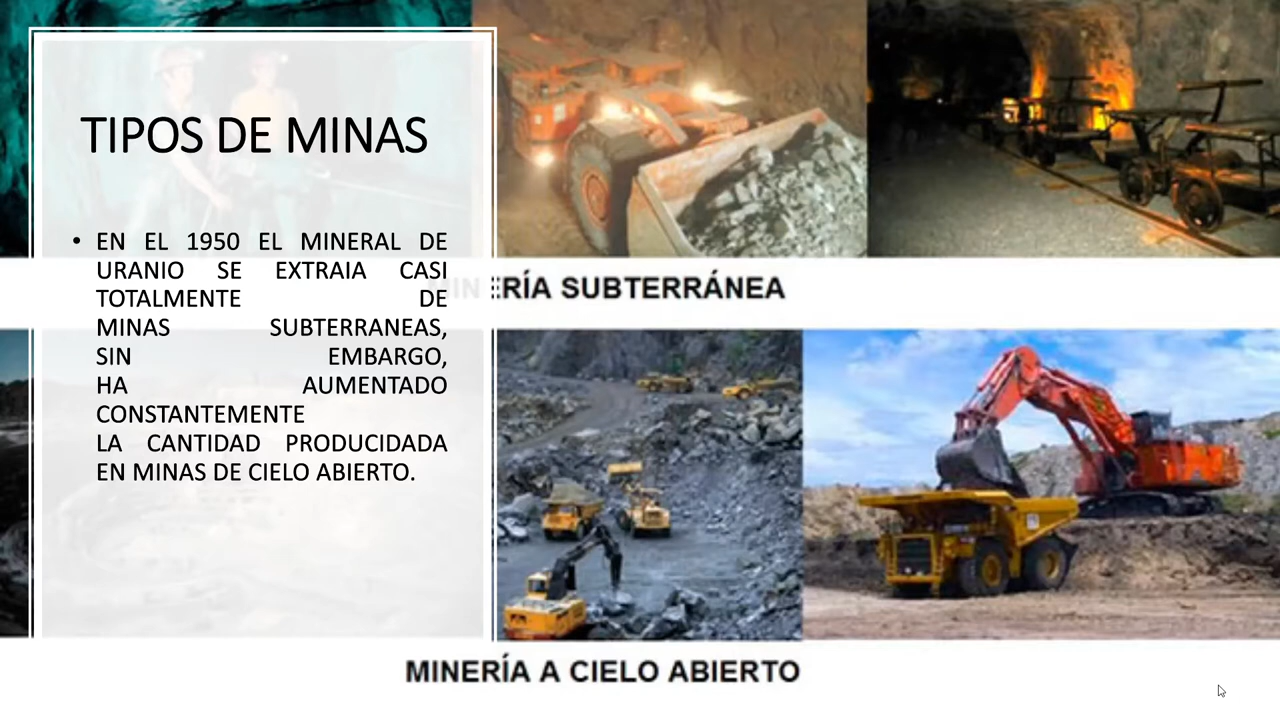 TIPOS DE MINAS
• EN EL 1950 EL MINERAL DE
URANIO SE EXTRAIA CASI
TOTALMENTE DE
MINAS SUBTERRANEAS,
SIN EMBARGO,
HA AUMENTADO
CONSTANTEMENTE
LA CANTIDAD PRODUCIDADA
EN MINAS DE CIELO ABIERTO.
MINERÍA SUBTERRÁNEA
MINERÍA A CIELO ABIERTO